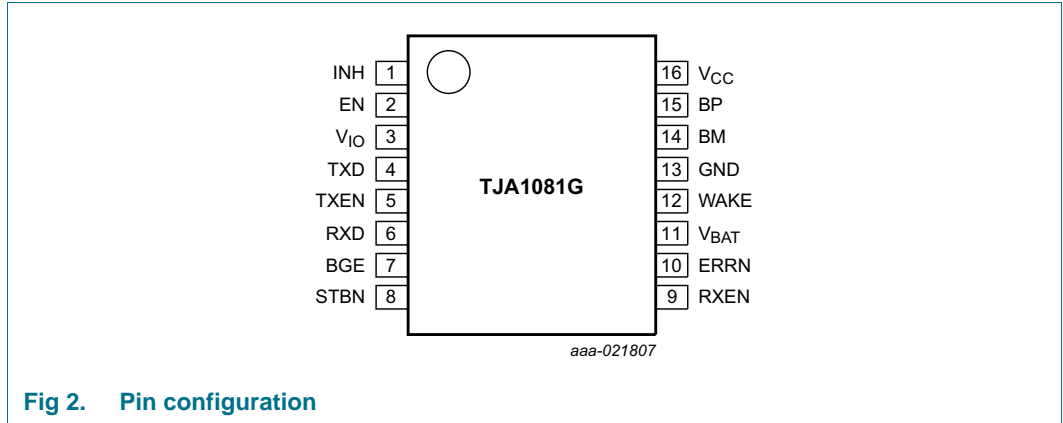 INH 1 16 VCC
EN 2 15 BP
VIO 3 14 BM
TXD 4 13 GND
TJA1081G
TXEN 5 12 WAKE
RXD 6 11 VBAT
BGE 7 10 ERRN
STBN 8 9 RXEN
aaa-021807
Fig 2. Pin configuration